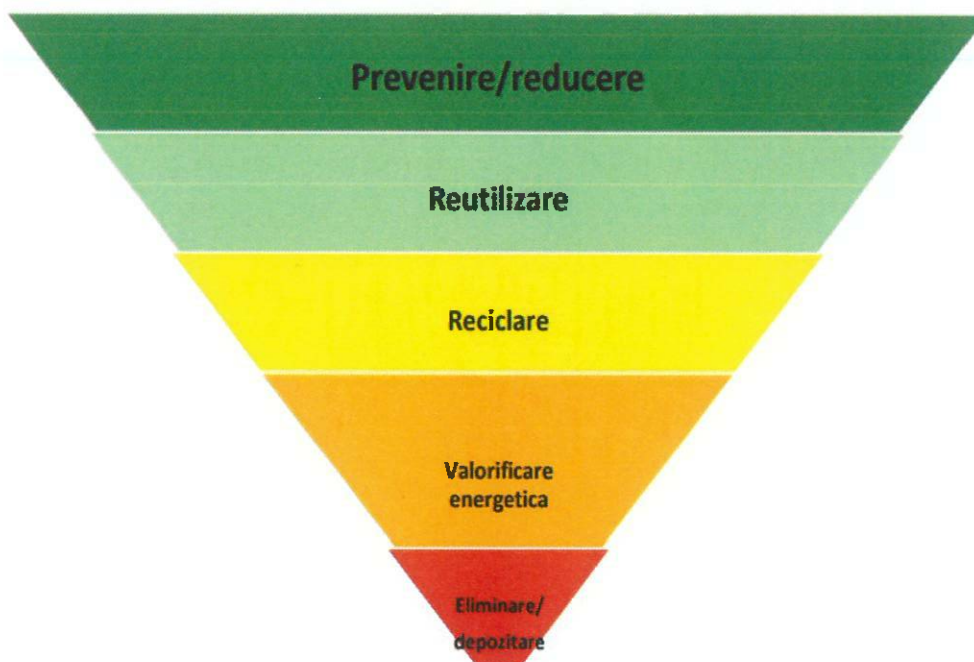 Prevenire/reducere
Reutilizare
Reciclare
Valorificare
energetica
Eliminare/
depozitare